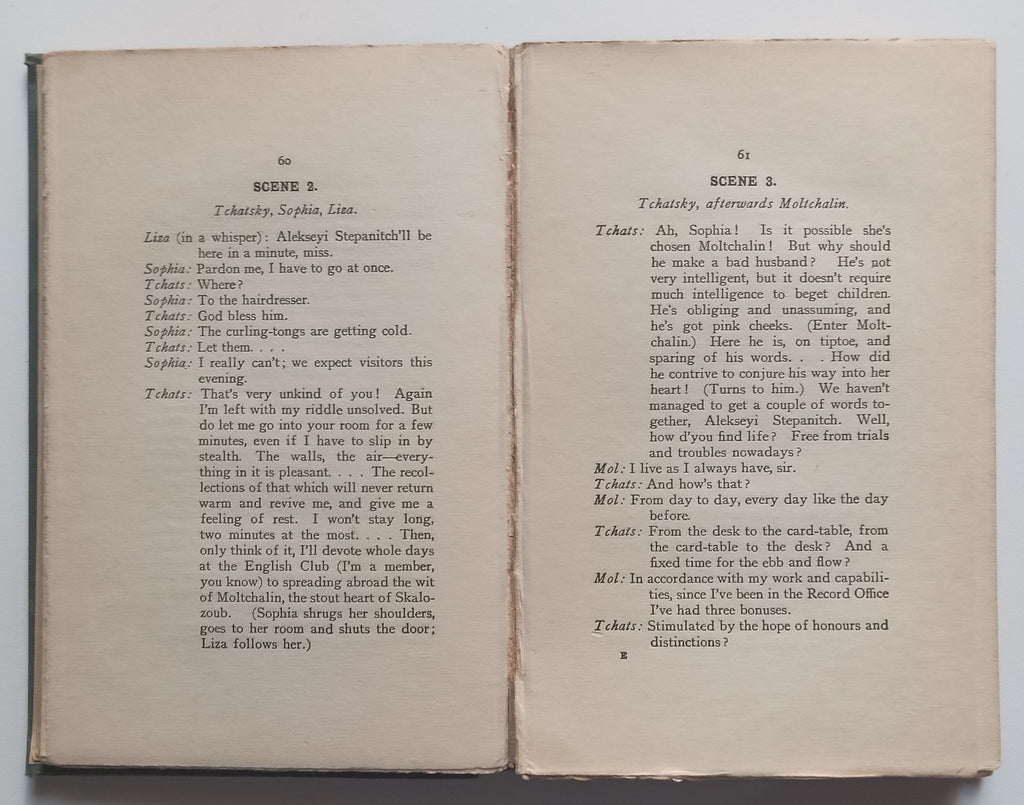 60
SCENE 2.
Tchatsky, Sophia, Liza.
Liza (in a whisper): Alekseyi Stepanitch'll be
here in a minute, miss.
Sophia: Pardon me, I have to go at once.
Tchats: Where?
Sophia: To the hairdresser.
Tchats: God bless him.
Sophia: The curling-tongs are getting cold.
Tchats: Let them. . . .
Sophia: I really can't; we expect visitors this
evening.
Tchats: That's very unkind of you! Again
I'm left with my riddle unsolved. But
do let me go into your room for a few
minutes, even if I have to slip in by
stealth. The walls, the air—every-
thing in it is pleasant. . . . The recol-
lections of that which will never return
warm and revive me, and give me a
feeling of rest. I won't stay long,
two minutes at the most. . . . Then,
only think of it, I'll devote whole days
at the English Club (I'm a member,
you know) to spreading abroad the wit
of Moltchalin, the stout heart of Skalo-
zoub. (Sophia shrugs her shoulders,
goes to her room and shuts the door;
Liza follows her.)
61
SCENE 3.
Tchatsky, afterwards Moltchalin.
Tchats: Ah, Sophia! Is it possible she's
chosen Moltchalin! But why should
he make a bad husband? He's not
very intelligent, but it doesn't require
much intelligence to beget children.
He's obliging and unassuming, and
he's got pink cheeks. (Enter Molt-
chalin.) Here he is, on tiptoe, and
sparing of his words. . . How did
he contrive to conjure his way into her
heart! (Turns to him.) We haven't
managed to get a couple of words to-
gether, Alekseyi Stepanitch. Well,
how d'you find life? Free from trials
and troubles nowadays?
Mol: I live as I always have, sir.
Tchats: And how's that?
Mol: From day to day, every day like the day
before.
Tchats: From the desk to the card-table, from
the card-table to the desk? And a
fixed time for the ebb and flow?
Mol: In accordance with my work and capabili-
ties, since I've been in the Record Office
I've had three bonuses.
Tchats: Stimulated by the hope of honours and
distinctions?
E